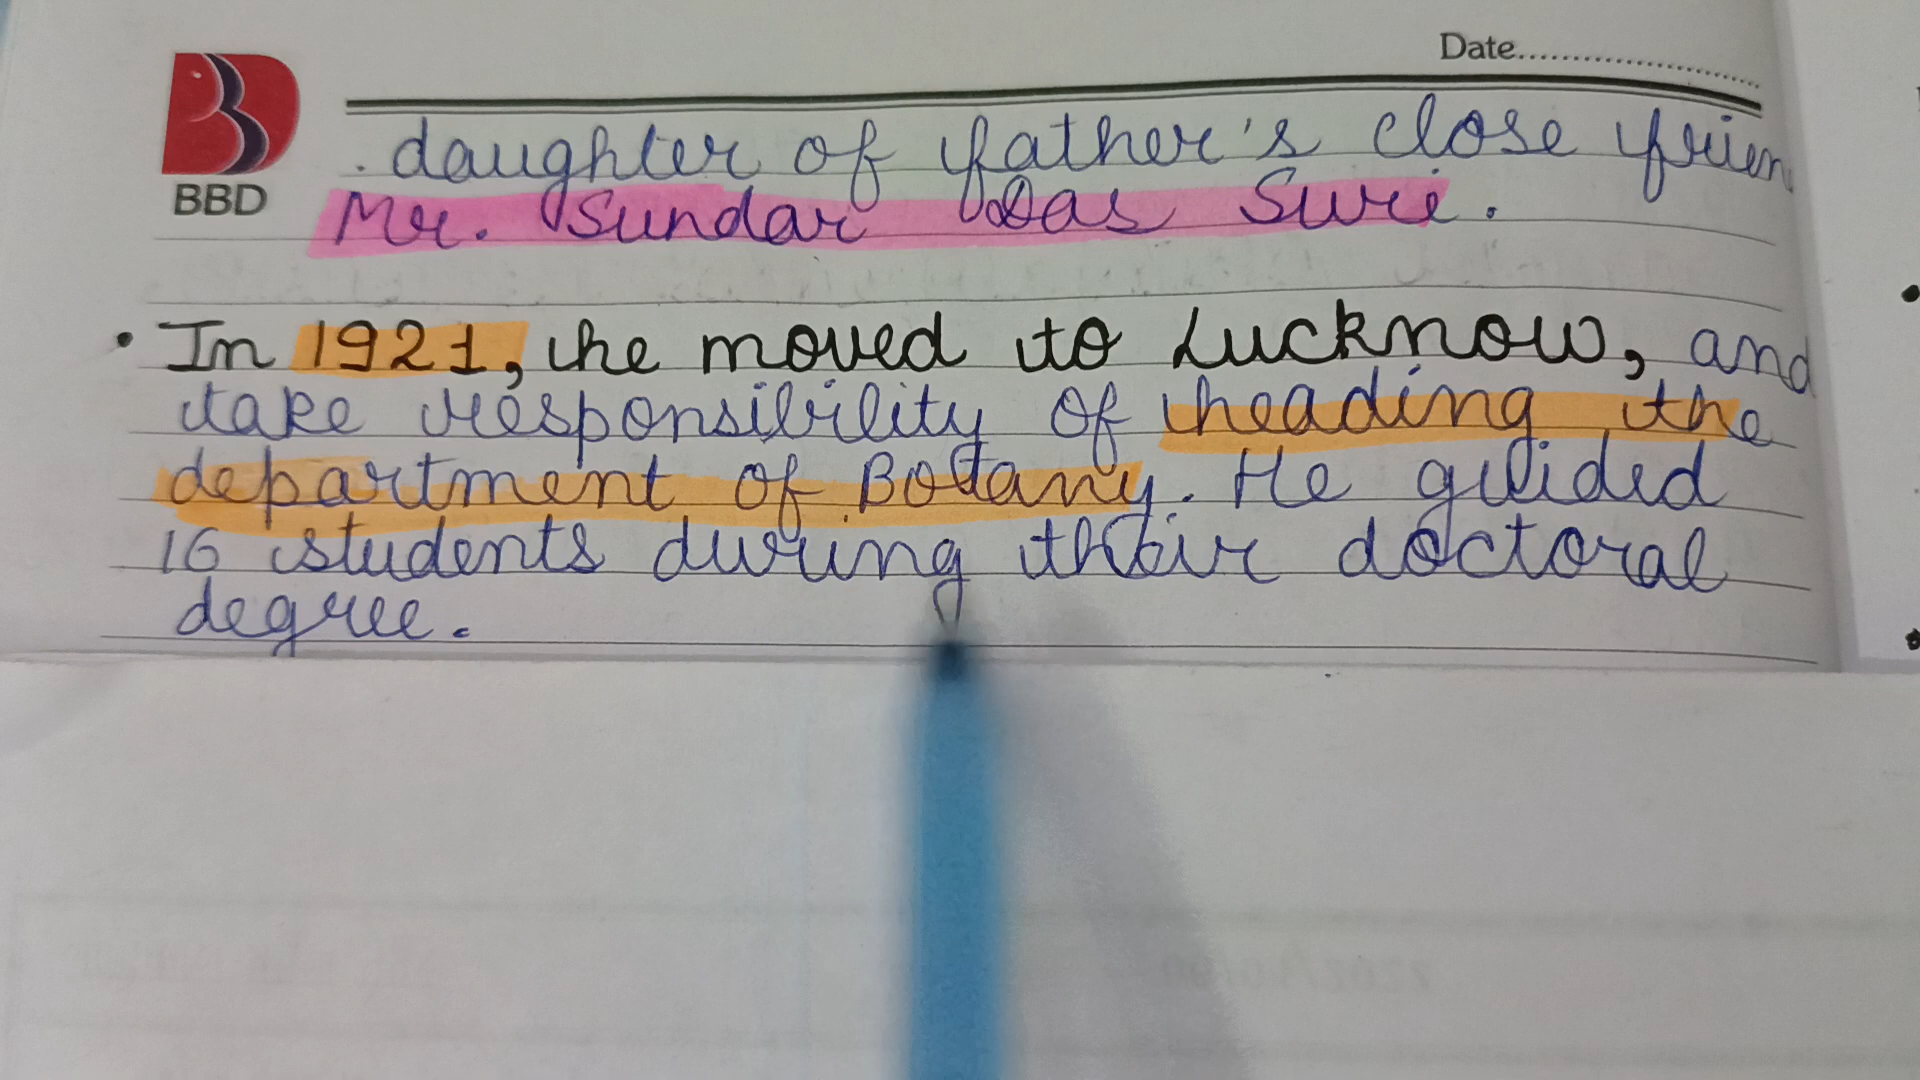 Date....................
BBD
. daughter of father's close frien
Mr. Sundar Das Suri.
• In 1921, he moved to Lucknow, and
take responsibility of heading the
department of Botany. He guided
16 students during their doctoral
degree.